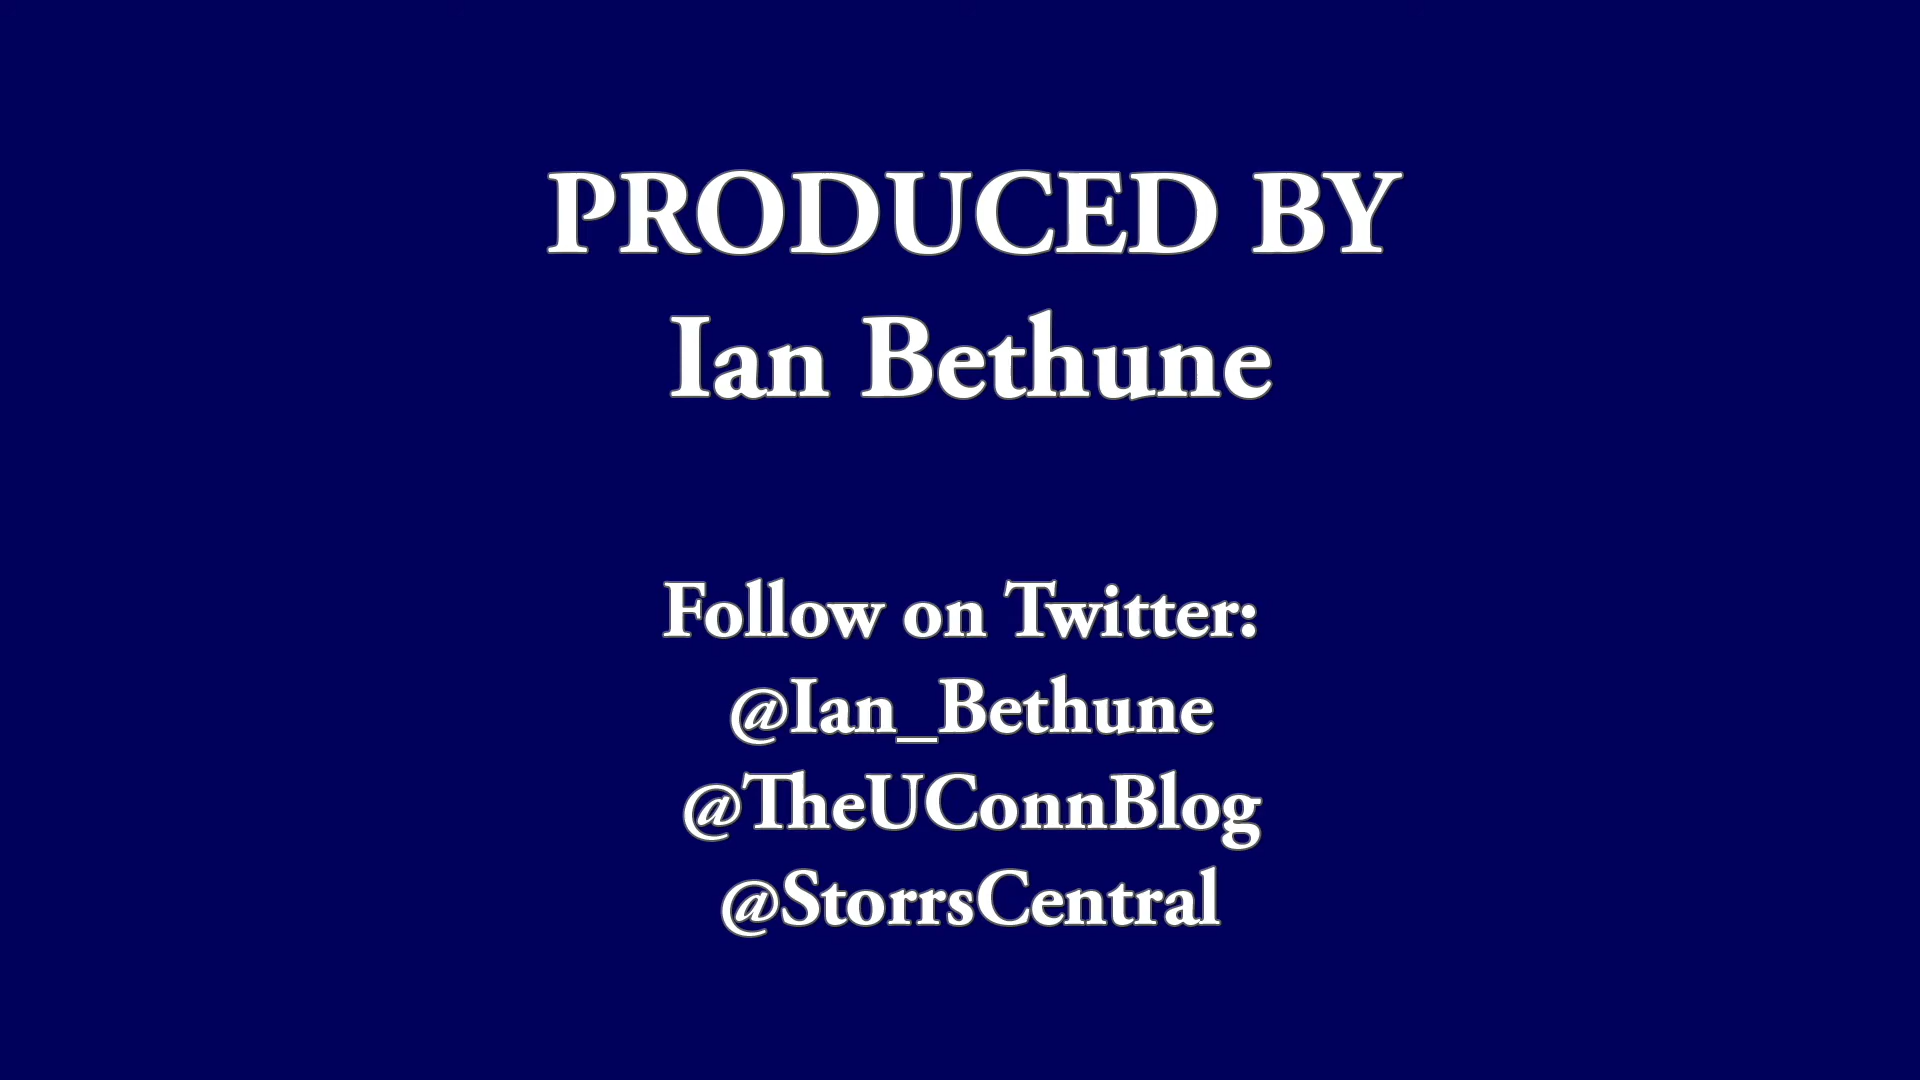 PRODUCED BY
Ian Bethune
Follow on Twitter:
@Ian_Bethune
@TheUConnBlog
@StorrsCentral